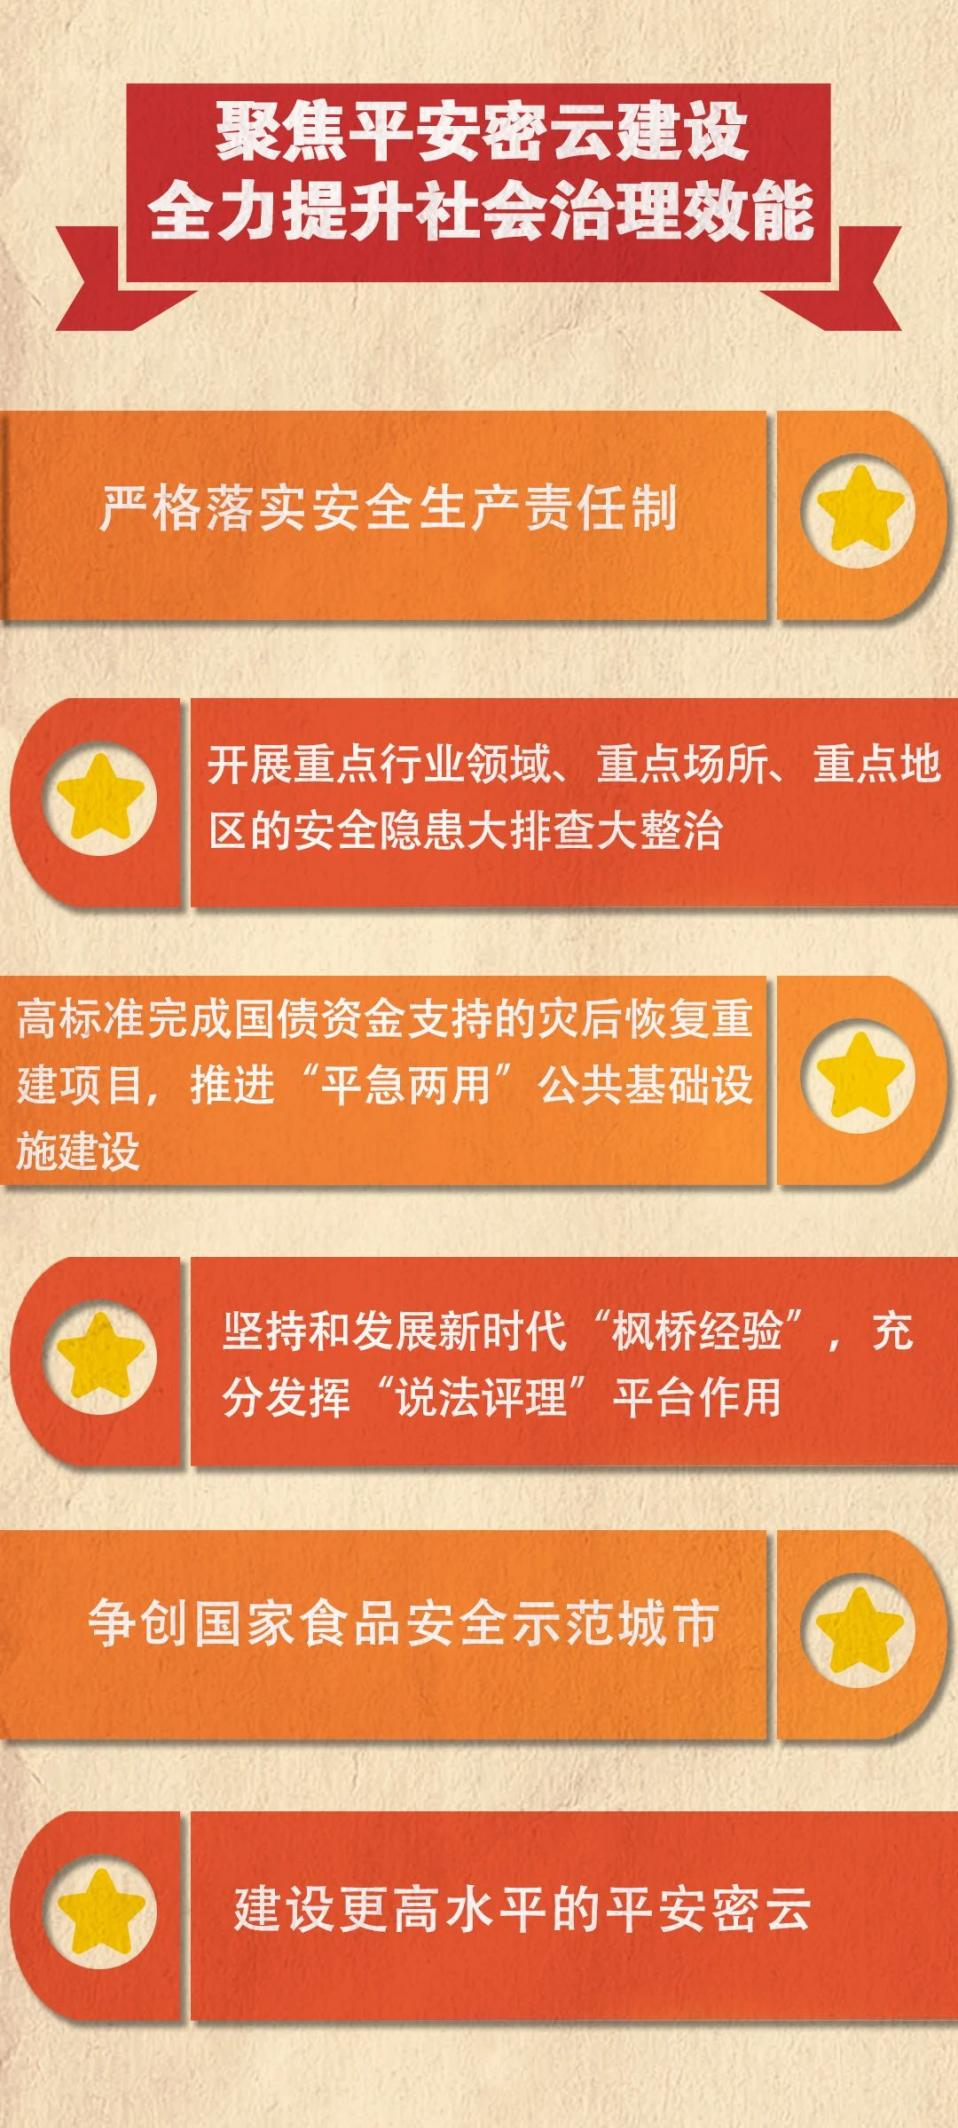 聚焦平安密云建设
全力提升社会治理效能
严格落实安全生产责任制
开展重点行业领域、重点场所、重点地
区的安全隐患大排查大整治
高标准完成国债资金支持的灾后恢复重
建项目，推进“平急两用”公共基础设
施建设
坚持和发展新时代“枫桥经验”，充
分发挥“说法评理”平台作用
争创国家食品安全示范城市
建设更高水平的平安密云